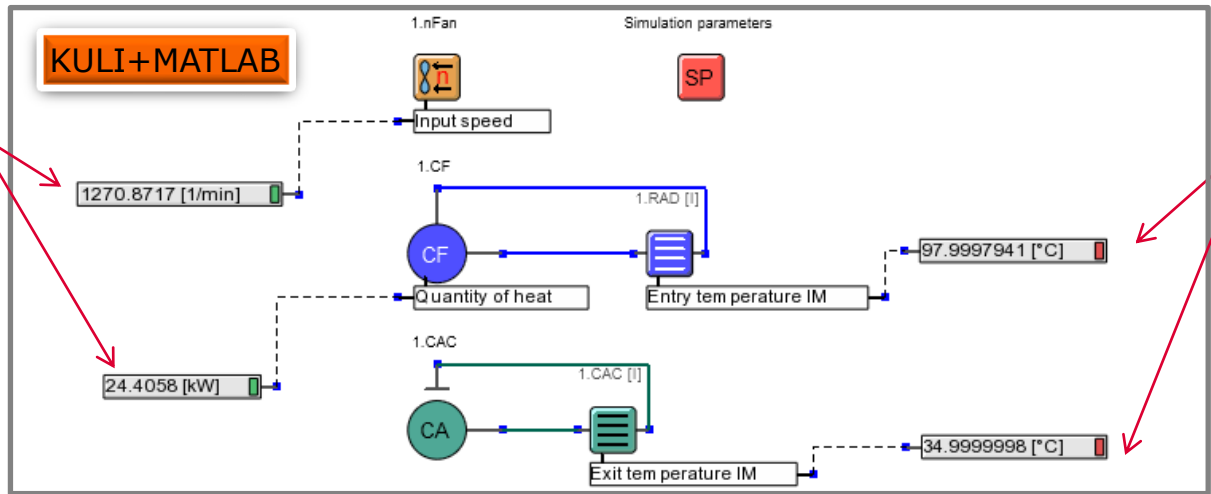 1.nFan
Simulation parameters
KULI+MATLAB
n
SP
Input speed
1.CF
1270.8717 [1/min]
1.RAD [I]
CF
97.9997941 [°C]
Quantity of heat
Entry tem perature IM
1.CAC
1.CAC [I]
24.4058 [kW]
CA
34.9999998 [°C]
Exit tem perature IM